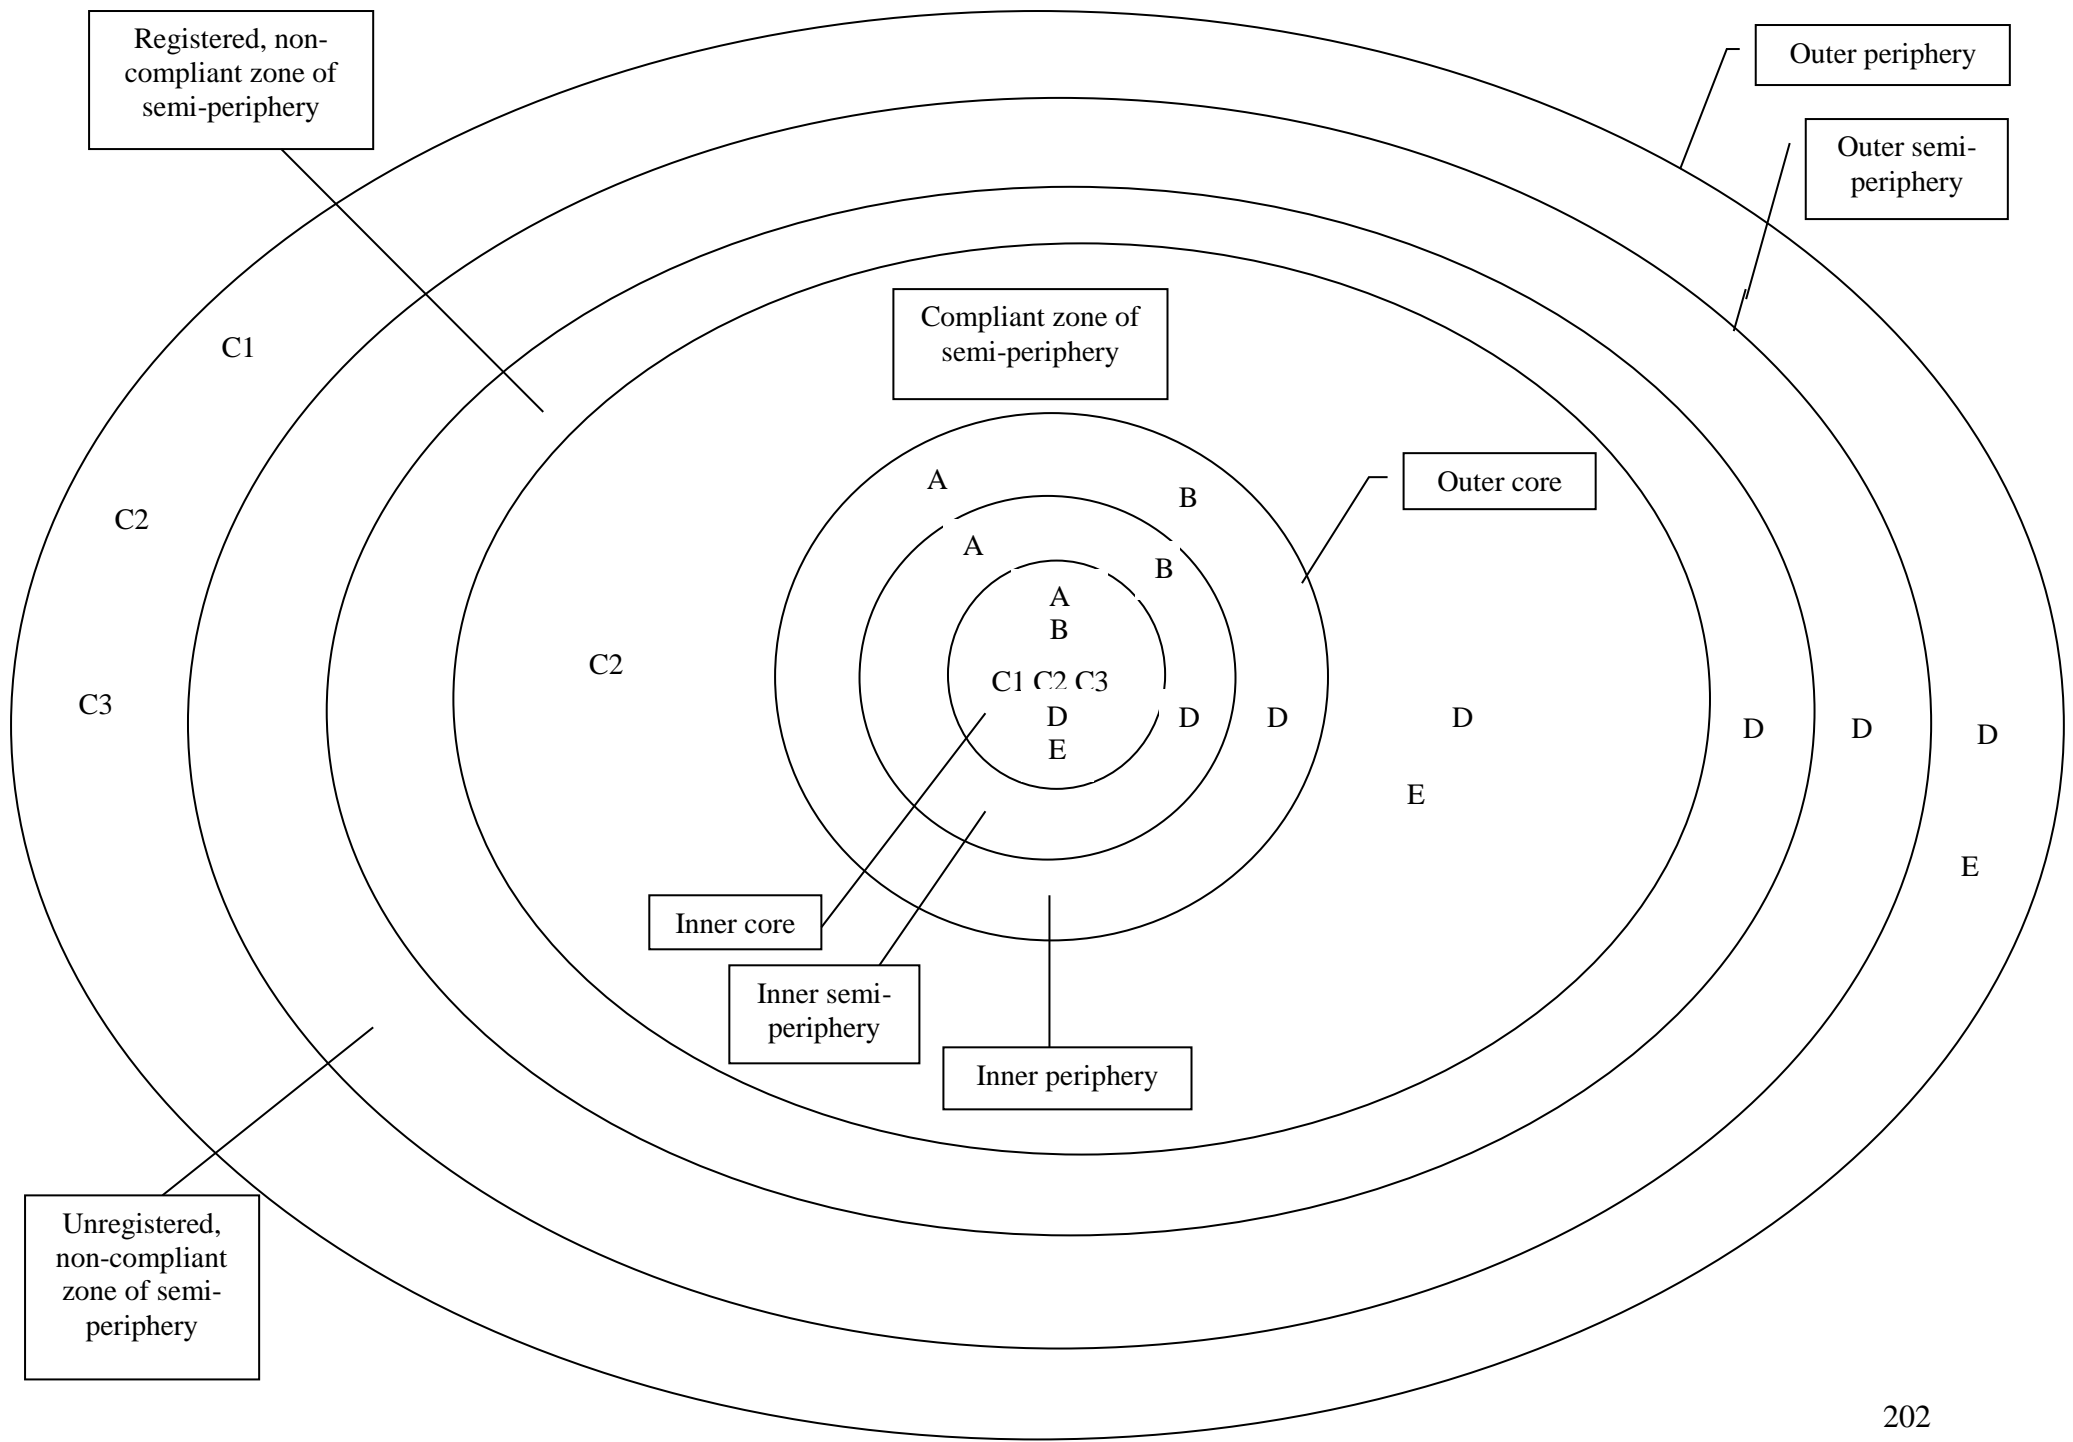 Registered, non-
compliant zone of
semi-periphery
Outer periphery
Outer semi-
periphery
Compliant zone of
semi-periphery
C1
A
B
Outer core
C2
A
B
A
B
C2
C1 C2 C3
C3
D
D
D
D
D
D
D
E
E
E
Inner core
Inner semi-
periphery
Inner periphery
Unregistered,
non-compliant
zone of semi-
periphery
202